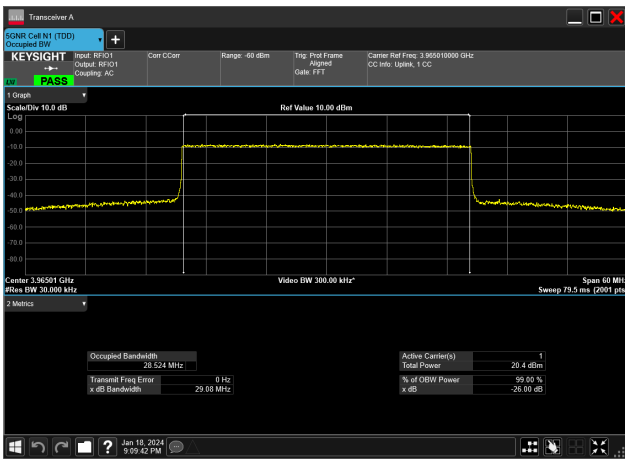 Transceiver A
5GNR Cell N1 (TDD)
Occupied BW
KEYSIGHT
LXI
PASS
Input: RFIO1
Output: RFIO1
Coupling: AC
Corr CCorr
Range: -60 dBm
Trig: Prot Frame
Aligned
Gate: FFT
Carrier Ref Freq: 3.965010000 GHz
CC Info: Uplink, 1 CC
1 Graph
Scale/Div 10.0 dB
Ref Value 10.00 dBm
Log
0.00
-10.0
-20.0
-30.0
-40.0
-50.0
-60.0
-70.0
-80.0
Center 3.96501 GHz
#Res BW 30.000 kHz
Video BW 300.00 kHz*
Span 60 MHz
Sweep 79.5 ms (2001 pts
2 Metrics
Occupied Bandwidth
28.524 MHz
Transmit Freq Error 0 Hz
x dB Bandwidth 29.08 MHz
Active Carrier(s) 1
Total Power 20.4 dBm
% of OBW Power 99.00 %
x dB -26.00 dB
?
Jan 18, 2024
9:09:42 PM